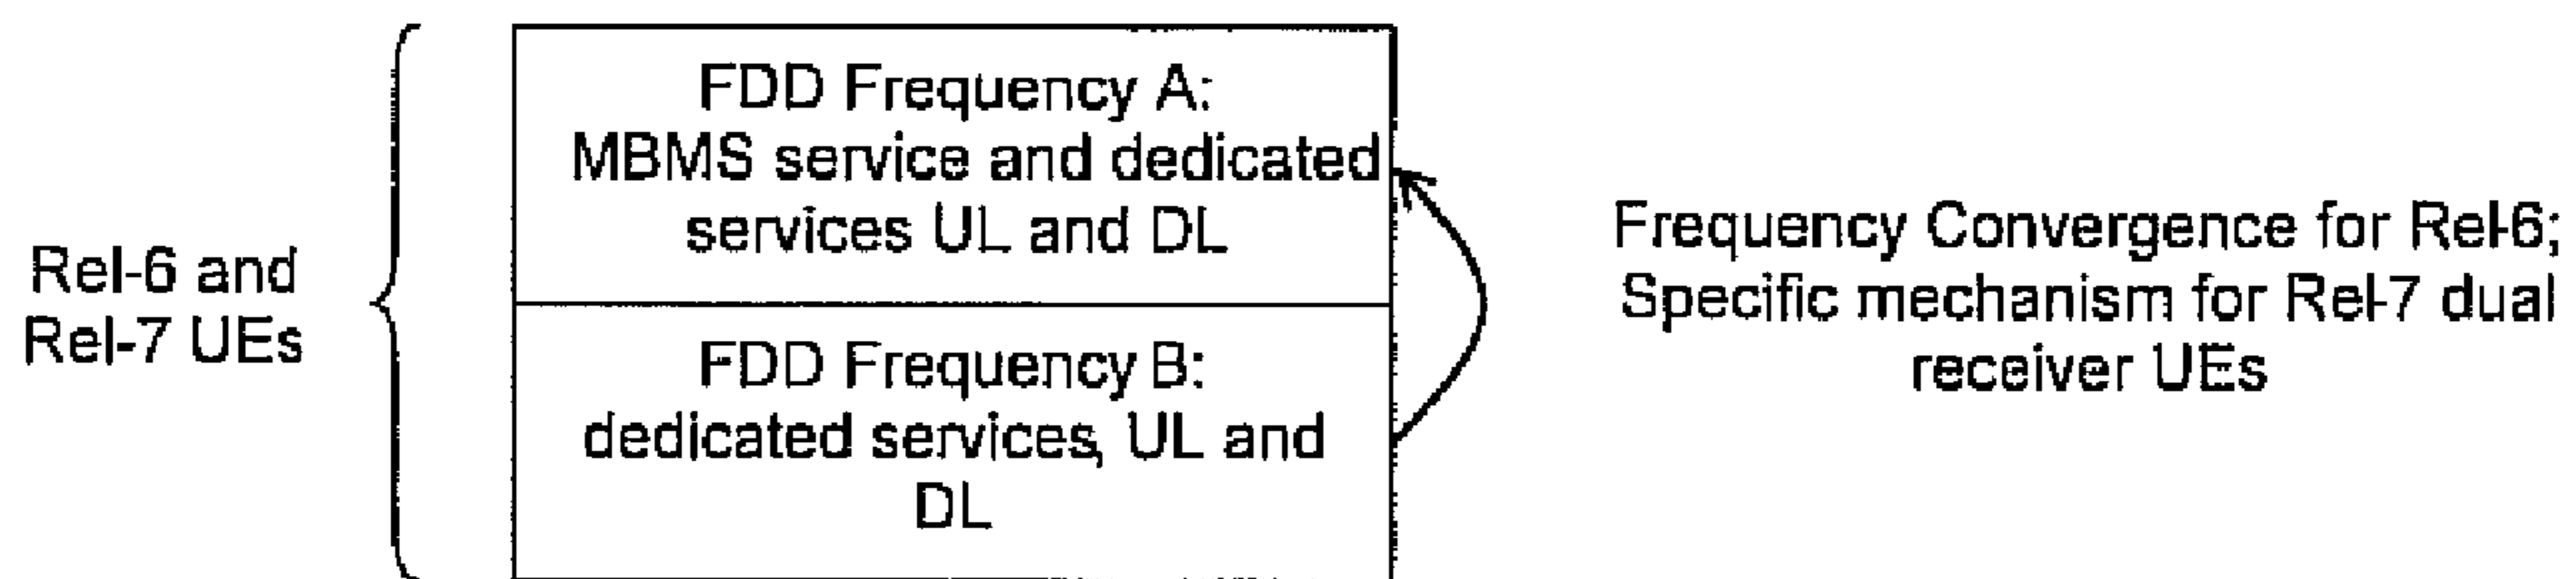 Rel-6 and
Rel-7 UEs
FDD Frequency A:
MBMS service and dedicated
services UL and DL
FDD Frequency B:
dedicated services, UL and
DL
Frequency Convergence for Rel-6;
Specific mechanism for Rel-7 dual
receiver UEs